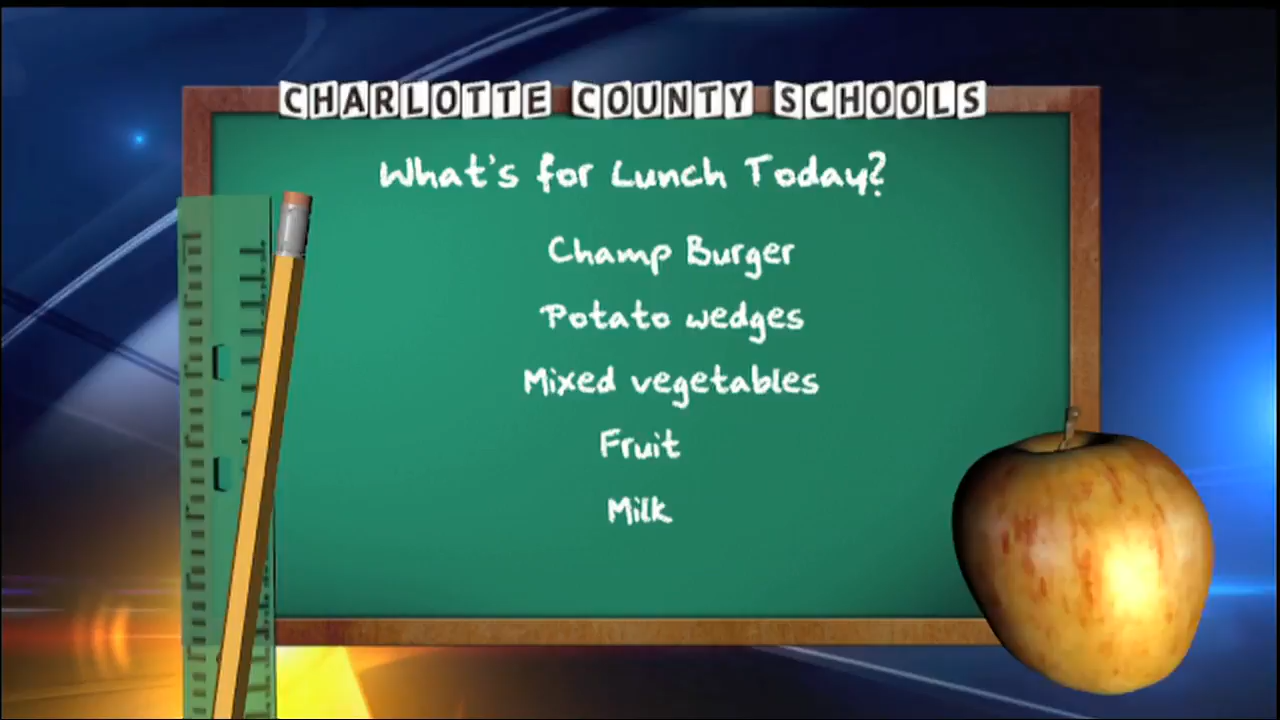 CHARLOTTE COUNTY SCHOOLS
What's for Lunch Today?
Champ Burger
Potato wedges
Mixed vegetables
Fruit
Milk